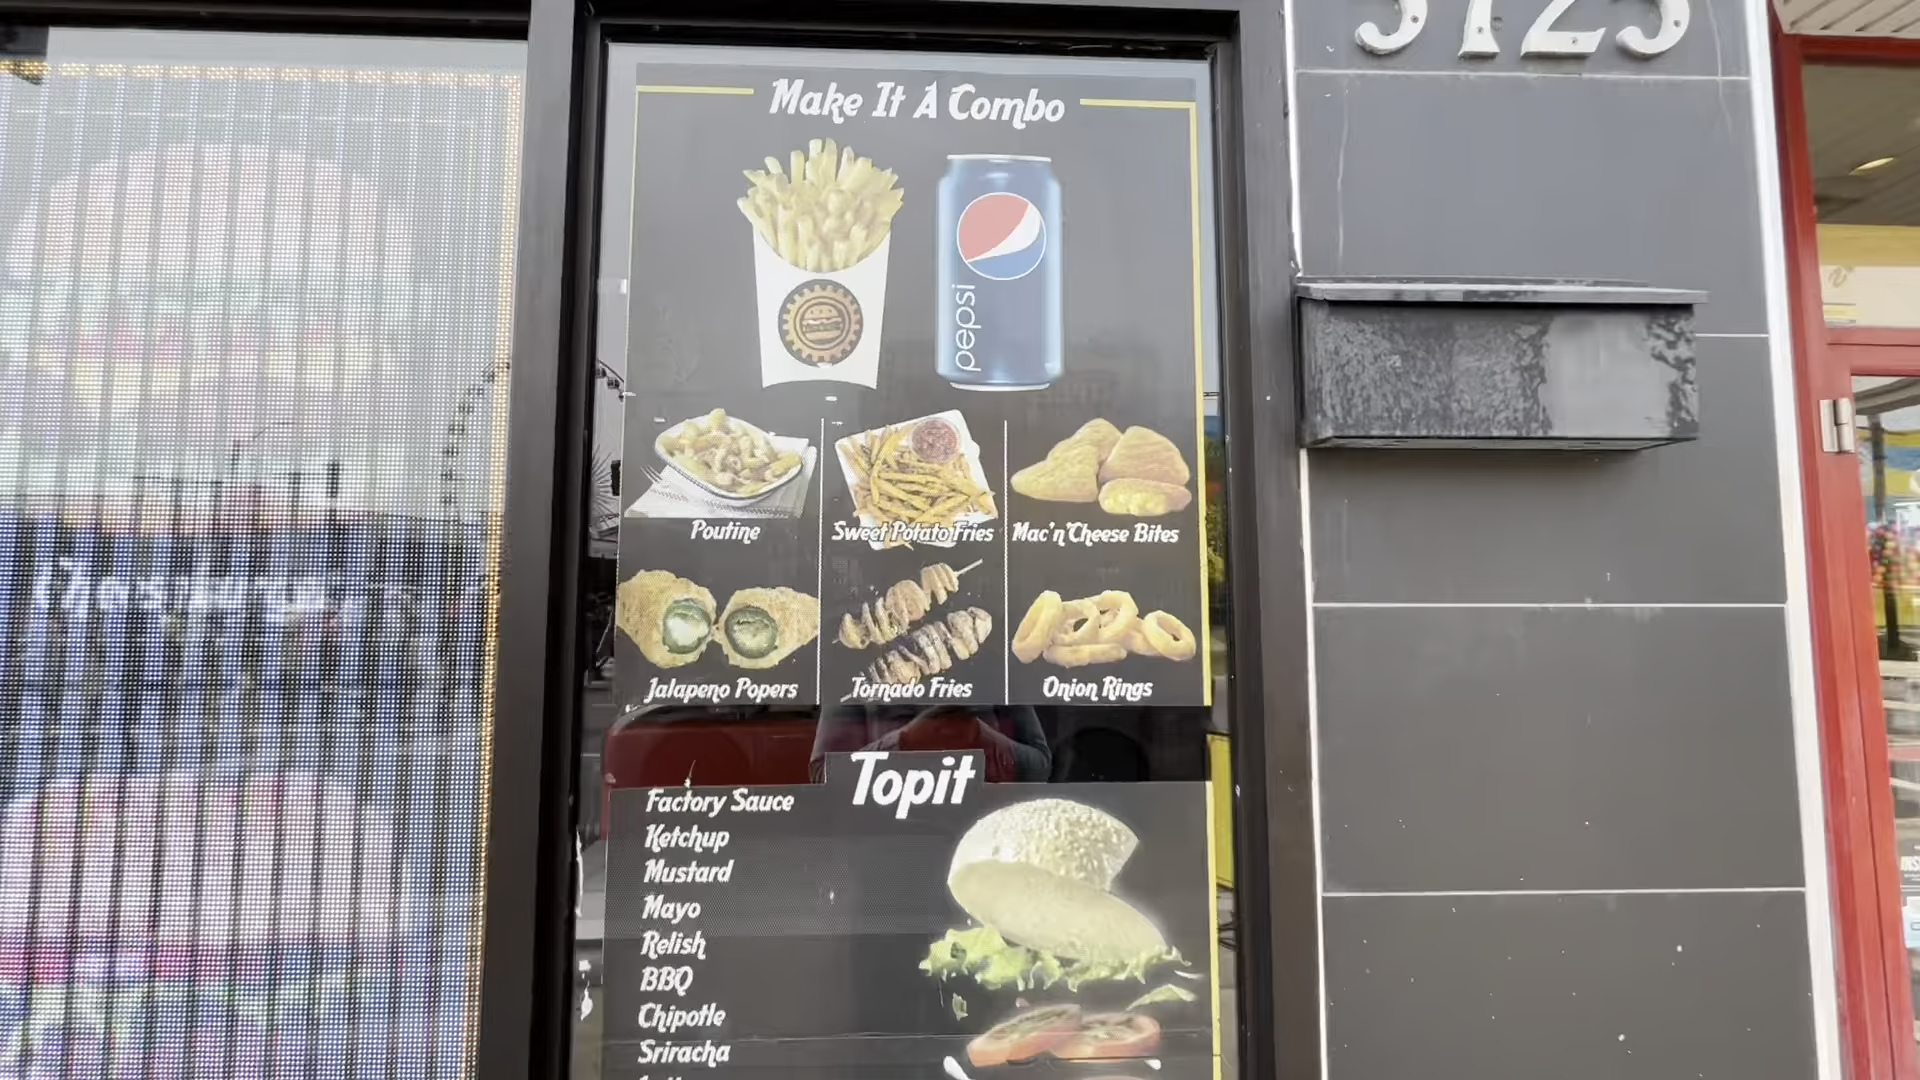 5125
Make It A Combo
pepsi
Poutine
Sweet Potato Fries
Mac'n'Cheese Bites
Jalapeno Popers
Tornado Fries
Onion Rings
Topit
Factory Sauce
Ketchup
Mustard
Mayo
Relish
BBQ
Chipotle
Sriracha